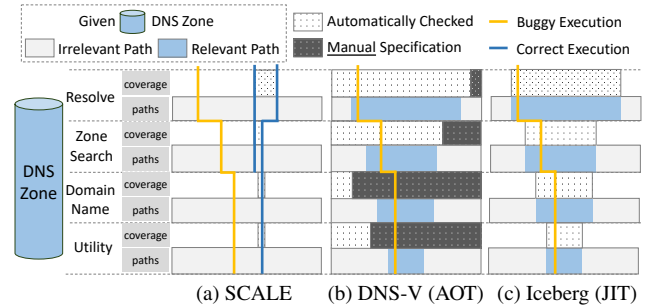 Given DNS Zone
Automatically Checked
Buggy Execution
Irrelevant Path
Relevant Path
Manual Specification
Correct Execution
DNS Zone
Resolve
coverage
paths
Zone Search
coverage
paths
Domain Name
coverage
paths
Utility
coverage
paths
(a) SCALE
(b) DNS-V (AOT)
(c) Iceberg (JIT)